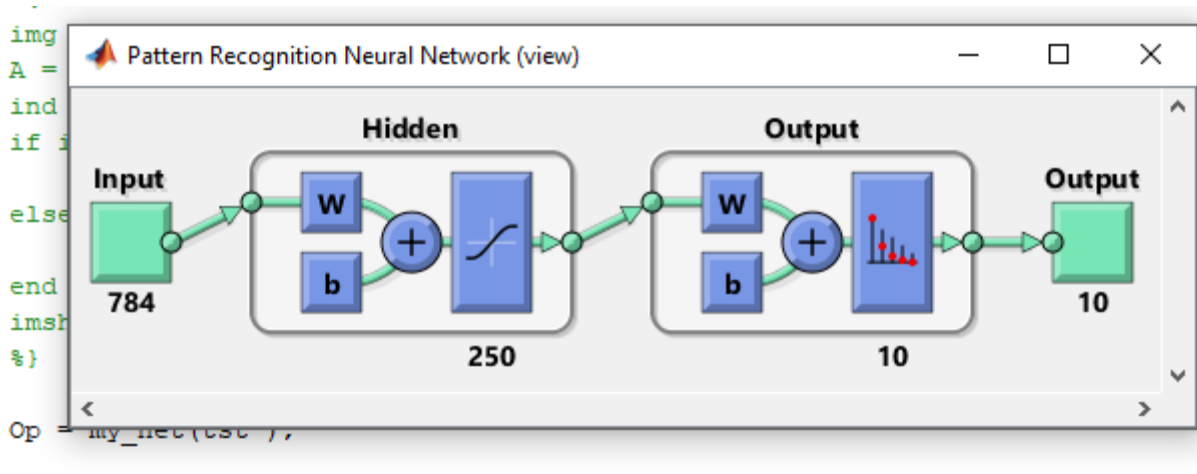 img
A =
ind
if i
else
end
imsh
%}
Pattern Recognition Neural Network (view)
Hidden
Output
Input
Output
W
W
b
b
784
10
250
10
Op = my_net(tst');